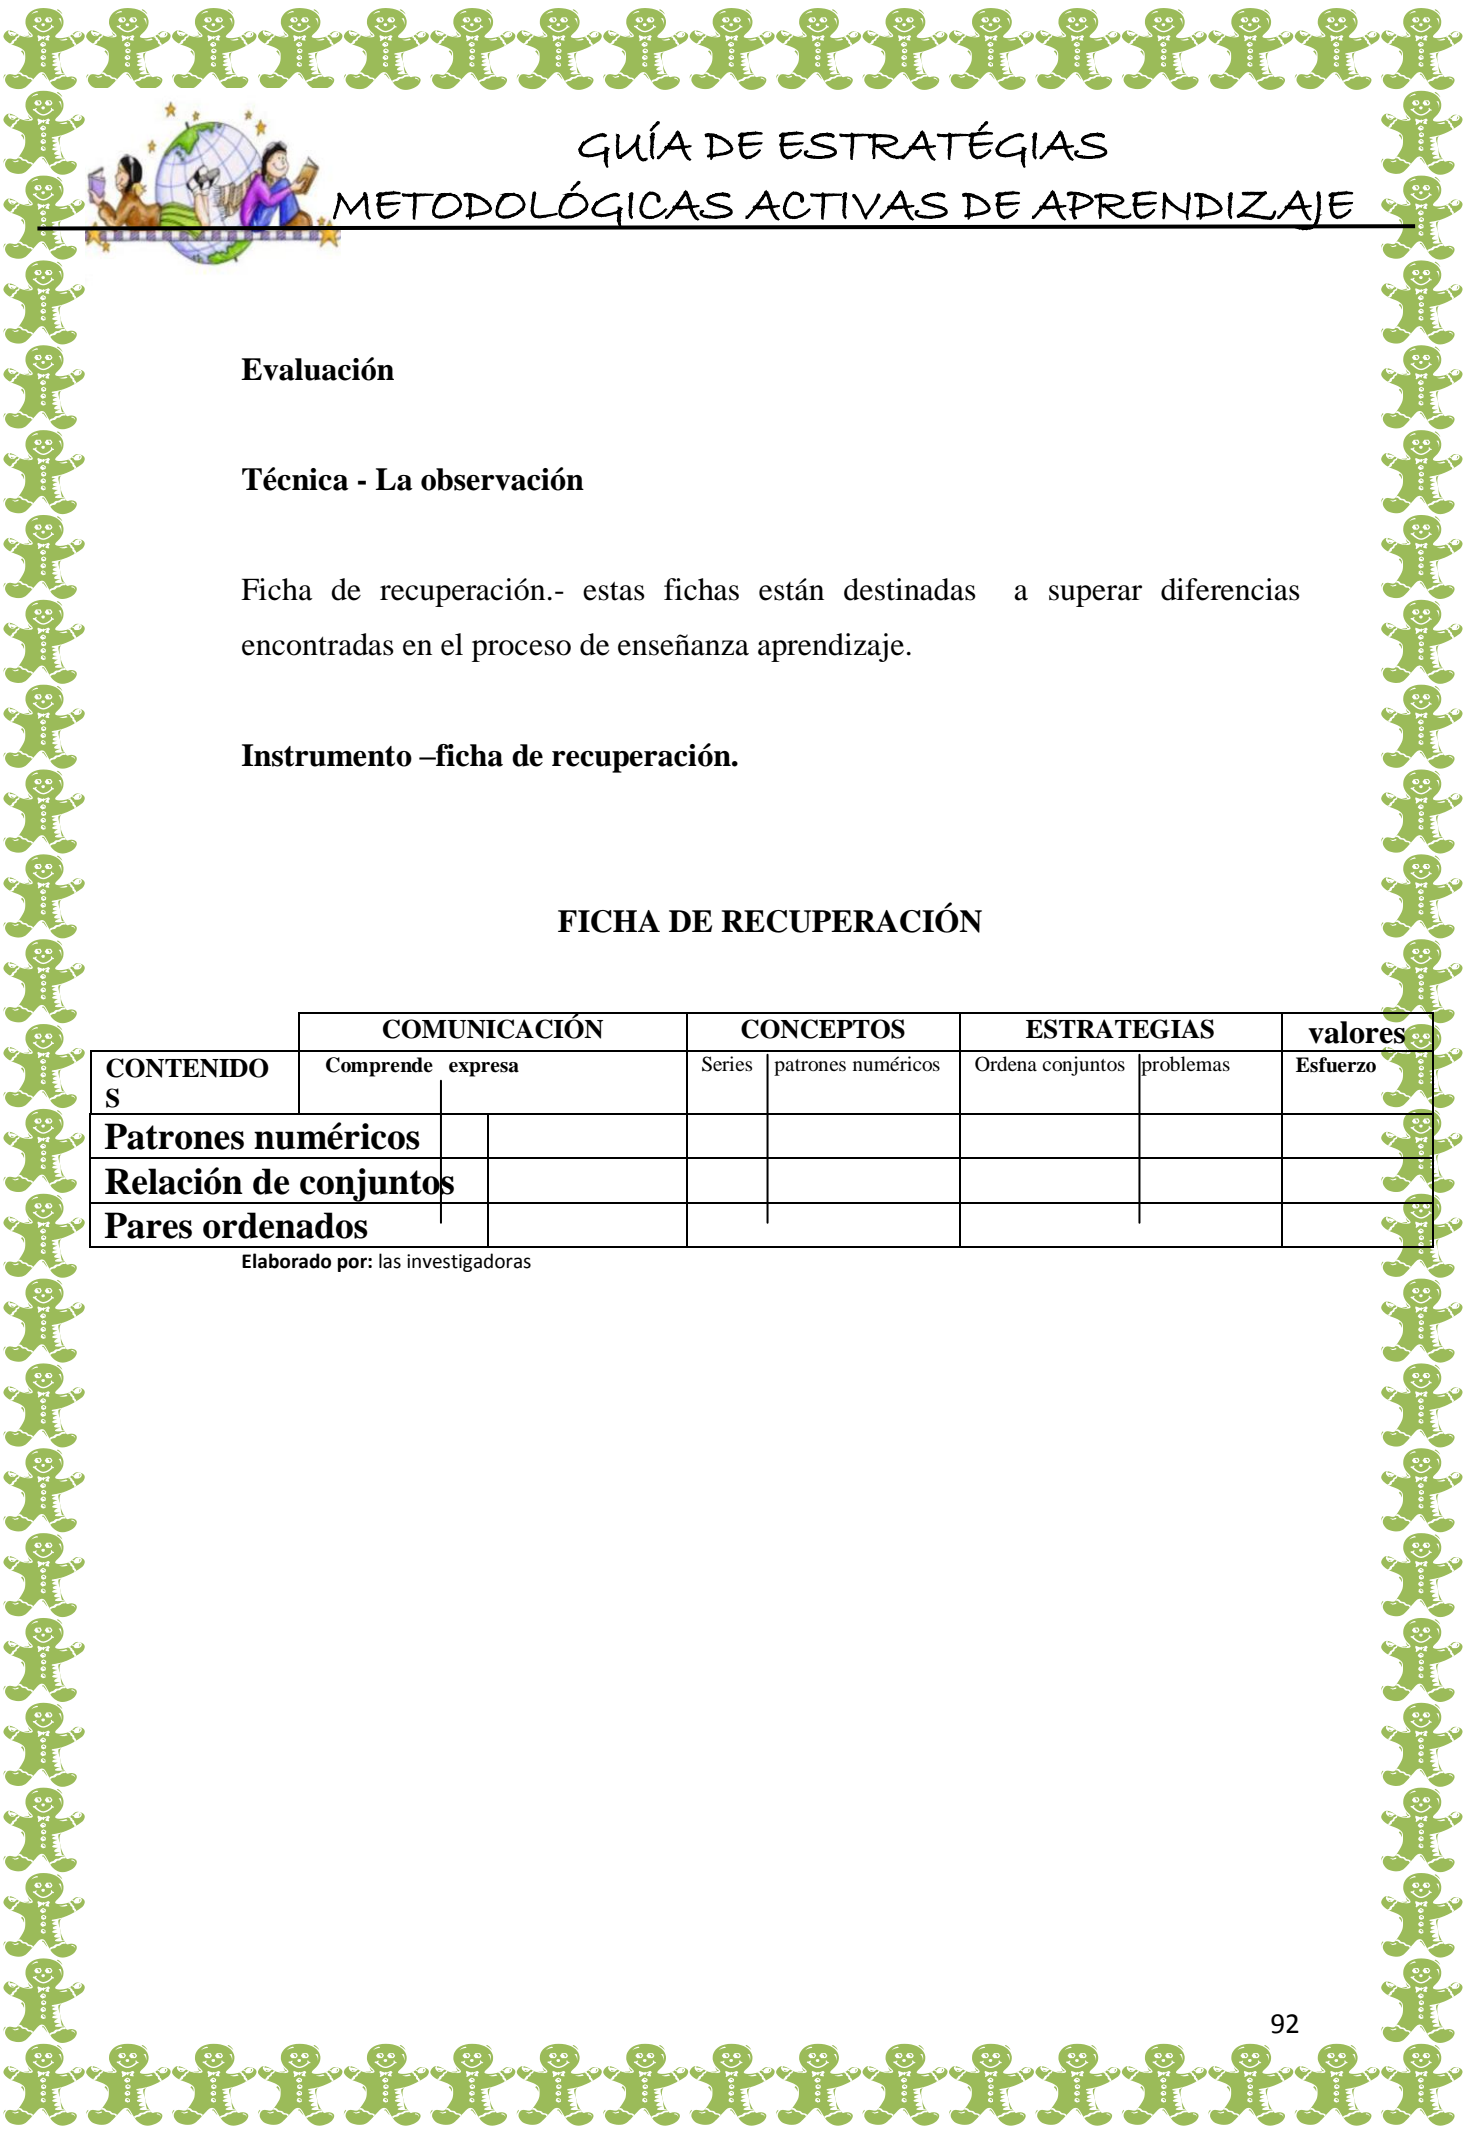 GUÍA DE ESTRATÉGIAS
METODOLÓGICAS ACTIVAS DE APRENDIZAJE
Evaluación
Técnica - La observación
Ficha de recuperación.- estas fichas están destinadas a superar diferencias
encontradas en el proceso de enseñanza aprendizaje.
Instrumento –ficha de recuperación.
FICHA DE RECUPERACIÓN
COMUNICACIÓN CONCEPTOS ESTRATEGIAS valores
CONTENIDO Comprende expresa Series patrones numéricos Ordena conjuntos problemas Esfuerzo
S
Patrones numéricos
Relación de conjuntos
Pares ordenados
Elaborado por: las investigadoras
92